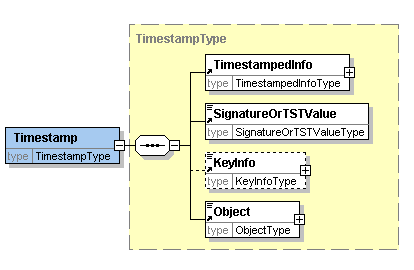 TimestampType
TimestampedInfo
type TimestampedInfoType
SignatureOrTSTValue
type SignatureOrTSTValueType
Timestamp
type TimestampType
KeyInfo
type KeyInfoType
Object
type ObjectType